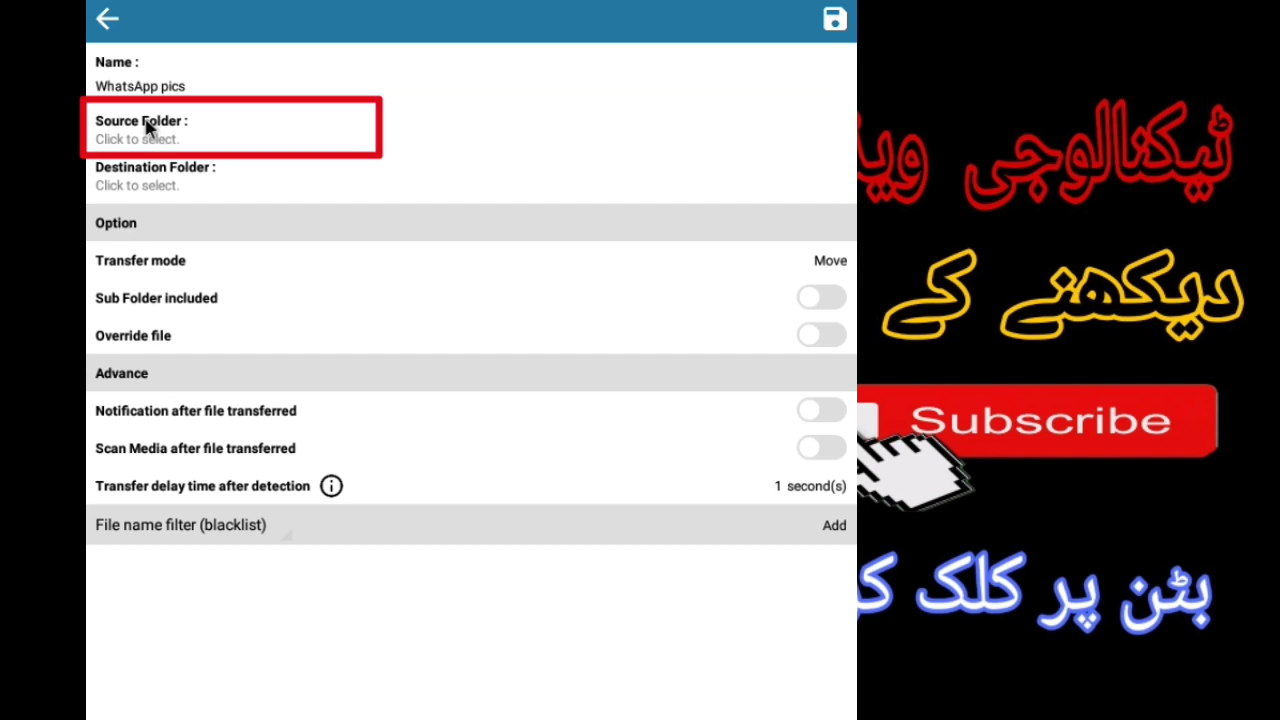 Name :
WhatsApp pics
Source Folder :
Click to select.
Destination Folder :
Click to select.
Option
Transfer mode Move
Sub Folder included
Override file
Advance
Notification after file transferred
Scan Media after file transferred
Transfer delay time after detection 1 second(s)
File name filter (blacklist) Add
ٹیکنالوجی
دیکھنے کے
Subscribe
بٹن پر کلک